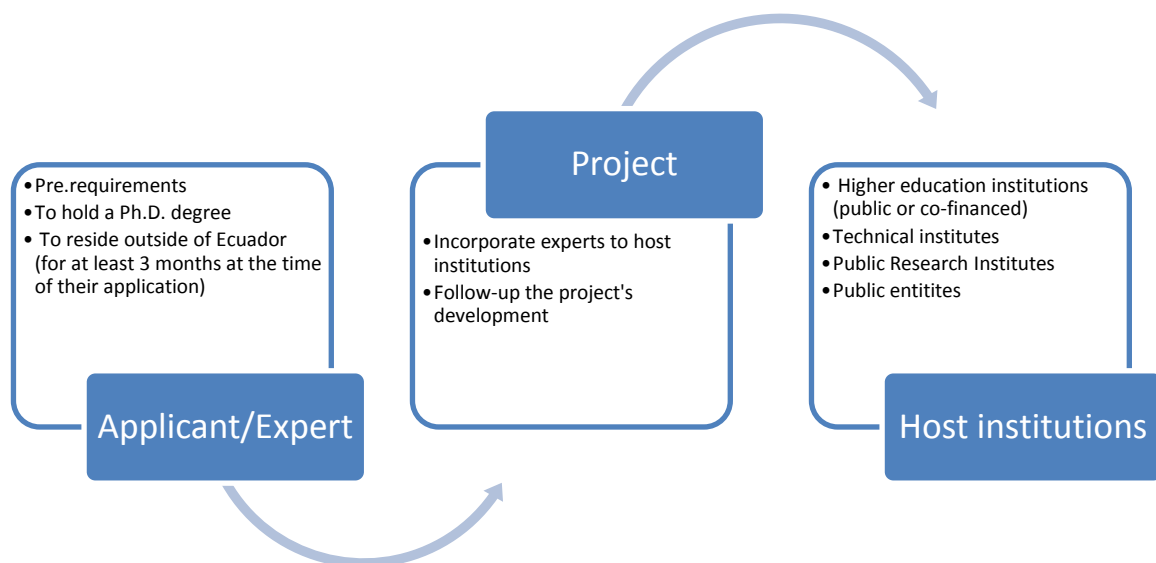 •Pre.requirements
•To hold a Ph.D. degree
• To reside outside of Ecuador
(for at least 3 months at the time
of their application)
Applicant/Expert
Project
•Incorporate experts to host
institutions
•Follow-up the project's
development
• Higher education institutions
(public or co-financed)
•Technical institutes
•Public Research Institutes
•Public entitites
Host institutions